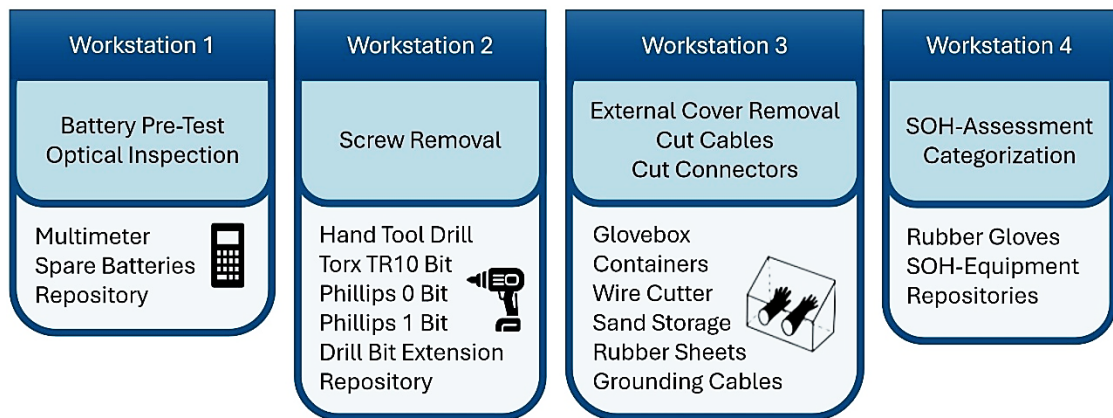 Workstation 1
Battery Pre-Test
Optical Inspection
Multimeter
Spare Batteries
Repository
Workstation 2
Screw Removal
Hand Tool Drill
Torx TR10 Bit
Phillips 0 Bit
Phillips 1 Bit
Drill Bit Extension
Repository
Workstation 3
External Cover Removal
Cut Cables
Cut Connectors
Glovebox
Containers
Wire Cutter
Sand Storage
Rubber Sheets
Grounding Cables
Workstation 4
SOH-Assessment
Categorization
Rubber Gloves
SOH-Equipment
Repositories